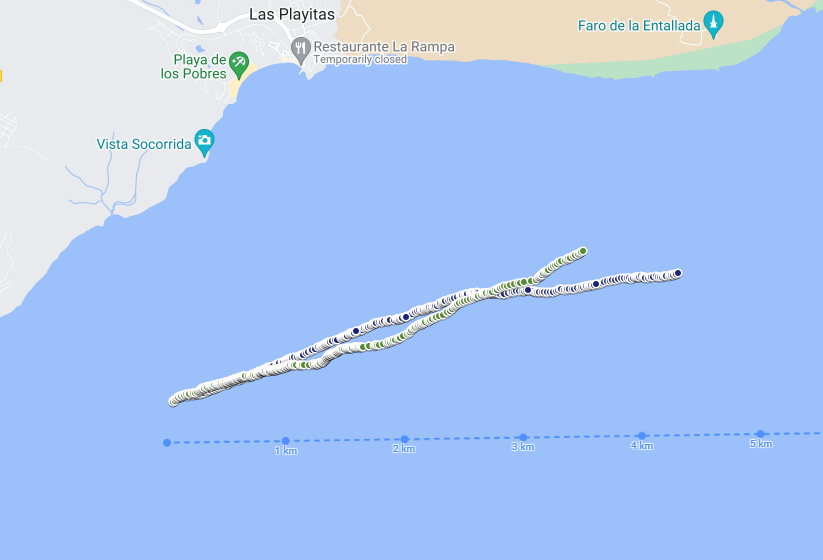 Las Playitas
Faro de la Entallada
Restaurante La Rampa
Temporarily closed
Playa de
los Pobres
Vista Socorrida
1 km
2 km
3 km
4 km
5 km